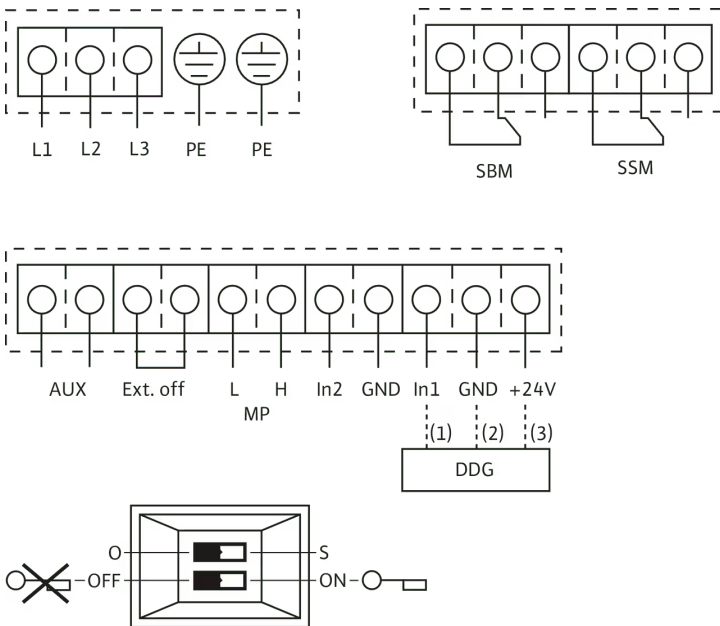 L1 L2 L3 PE PE
SBM SSM
AUX Ext. off L H In2 GND In1 GND +24V
MP
(1) (2) (3)
DDG
O S
OFF ON